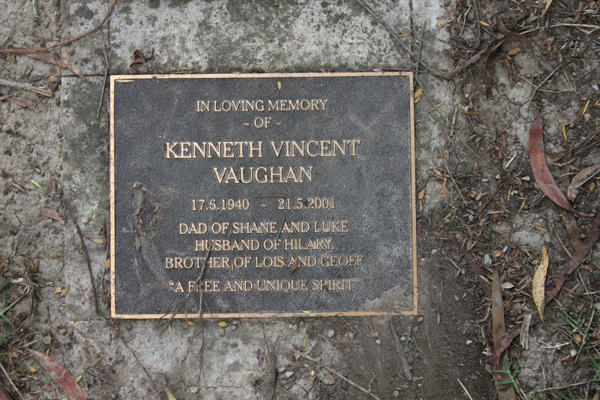 IN LOVING MEMORY
~ OF ~
KENNETH VINCENT
VAUGHAN
17.6.1940 - 21.5.2001
DAD OF SHANE AND LUKE
HUSBAND OF HILARY
BROTHER OF LOIS AND GEOFF
"A FREE AND UNIQUE SPIRIT"